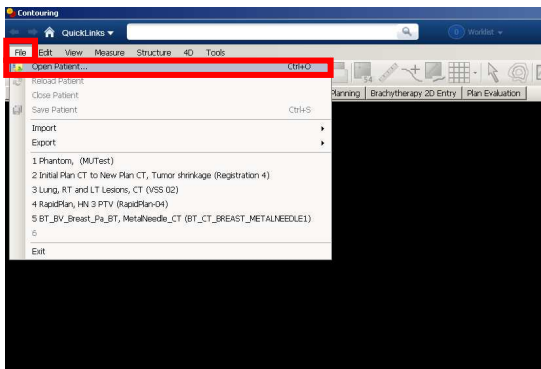 Contouring
QuickLinks
0 Worklist
File Edit View Measure Structure 4D Tools
Open Patient... Ctrl+O
Reload Patient
54
Close Patient
Planning Brachytherapy 2D Entry Plan Evaluation
Save Patient Ctrl+S
Import
Export
1 Phantom, (MUTest)
2 Initial Plan CT to New Plan CT, Tumor shrinkage (Registration 4)
3 Lung, RT and LT Lesions, CT (VSS 02)
4 RapidPlan, HN 3 PTV (RapidPlan-04)
5 BT_BV_Breast_Pa_BT, MetalNeedle_CT (BT_CT_BREAST_METALNEEDLE1)
6
Exit